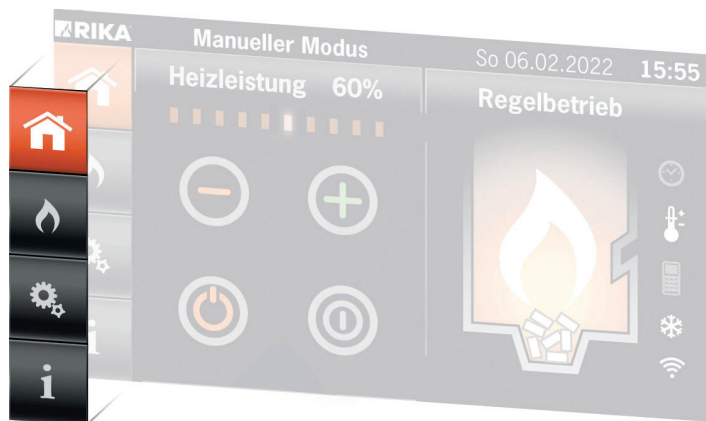 RIKA
Manueller Modus
So 06.02.2022 15:55
Heizleistung 60%
Regelbetrieb
i
i